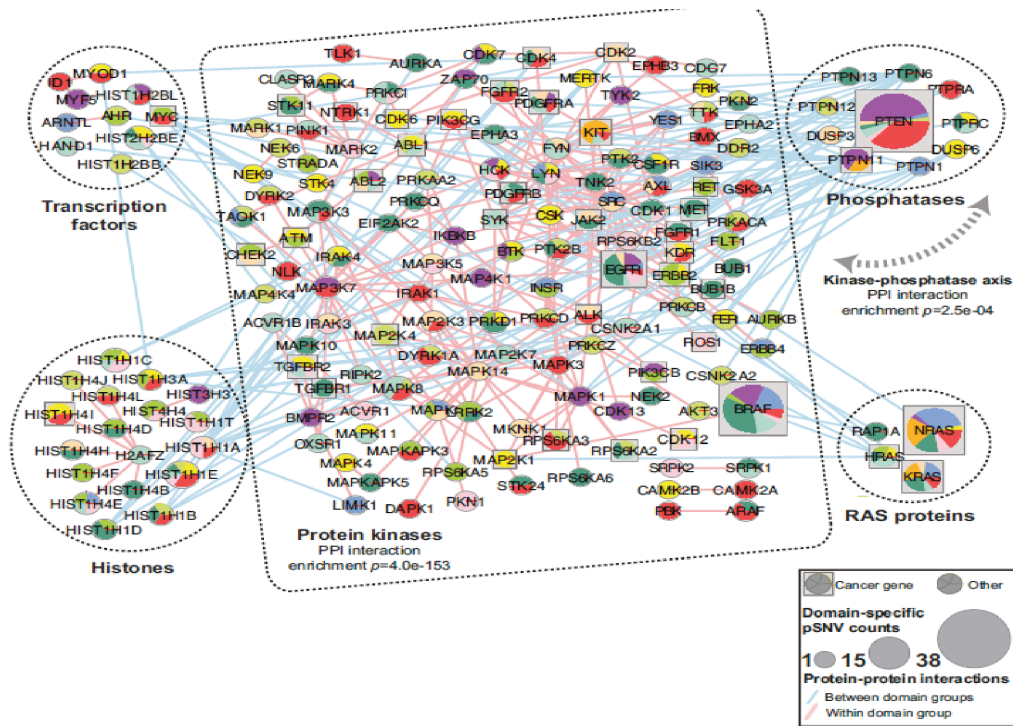 TLK1
AURKA
CDK7
CDK4
CDK2
EPHB3
CDG7
CLASP3
MARK4
PRKCI
ZAP70
MERTK
FRK
STK11
NTRK1
FGFR2
PDGFRA
TYK2
TTK
PKN2
MARK1
PINK1
CDK6
PIK3CG
KIT
YES1
BMX
EPHA2
NEK6
MARK2
ABL1
EPHA3
FYN
DDR2
STRADA
PTK2
CSF1R
SIK3
NEK9
STK4
ABL2
PRKAA2
HCK
LYN
TNK2
AXL
RET
GSK3A
DYRK2
PRKCQ
PDGFRB
SRC
CDK1
MET
TAOK1
MAP3K3
EIF2AK2
SYK
CSK
JAK2
FGFR1
PRKACA
ATM
IKBKB
BTK
PTK2B
RPS6KB2
KDR
FLT1
CHEK2
IRAK4
MAP3K5
EGFR
ERBB2
BUB1
NLK
MAP3K7
MAP4K1
INSR
BUB1B
MAP4K4
IRAK1
PRKCD
ALK
PRKCB
ACVR1B
IRAK3
MAP2K3
PRKD1
CSNK2A1
FER
AURKB
MAPK10
MAP2K4
PRKCZ
ROS1
ERBB4
TGFBR2
DYRK1A
MAP2K7
MAPK3
RIPK2
MAPK14
PIK3CB
CSNK2A2
TGFBR1
MAPK8
MAPK1
NEK2
BRAF
BMPR2
ACVR1
LRRK2
CDK13
AKT3
OXSR1
MAPK11
MKNK1
RPS6KA3
CDK12
MAPK4
MAPKAPK3
MAP2K1
RPS6KA2
MAPKAPK5
RPS6KA5
STK24
RPS6KA6
SRPK2
SRPK1
LIMK1
DAPK1
PKN1
CAMK2B
CAMK2A
PBK
ARAF
Protein kinases
PPI interaction
enrichment p=4.0e-153
ID1
MYOD1
MYF5
HIST1H2BL
ARNTL
AHR
MYC
HAND1
HIST2H2BE
HIST1H2BB
Transcription
factors
HIST1H1C
HIST1H4J
HIST1H3A
HIST1H4L
HIST3H3
HIST1H4I
HIST4H4
HIST1H1T
HIST1H4D
HIST1H4H
H2AFZ
HIST1H1A
HIST1H4F
HIST1H1E
HIST1H4B
HIST1H4E
HIST1H1B
HIST1H1D
Histones
PTPN13
PTPN6
PTPRA
PTPN12
PTEN
DUSP3
PTPRC
DUSP6
PTPN11
PTPN1
Phosphatases
Kinase-phosphatase axis
PPI interaction
enrichment p=2.5e-04
RAP1A
NRAS
HRAS
KRAS
RAS proteins
Cancer gene
Other
Domain-specific
pSNV counts
1 15 38
Protein-protein interactions
Between domain groups
Within domain group